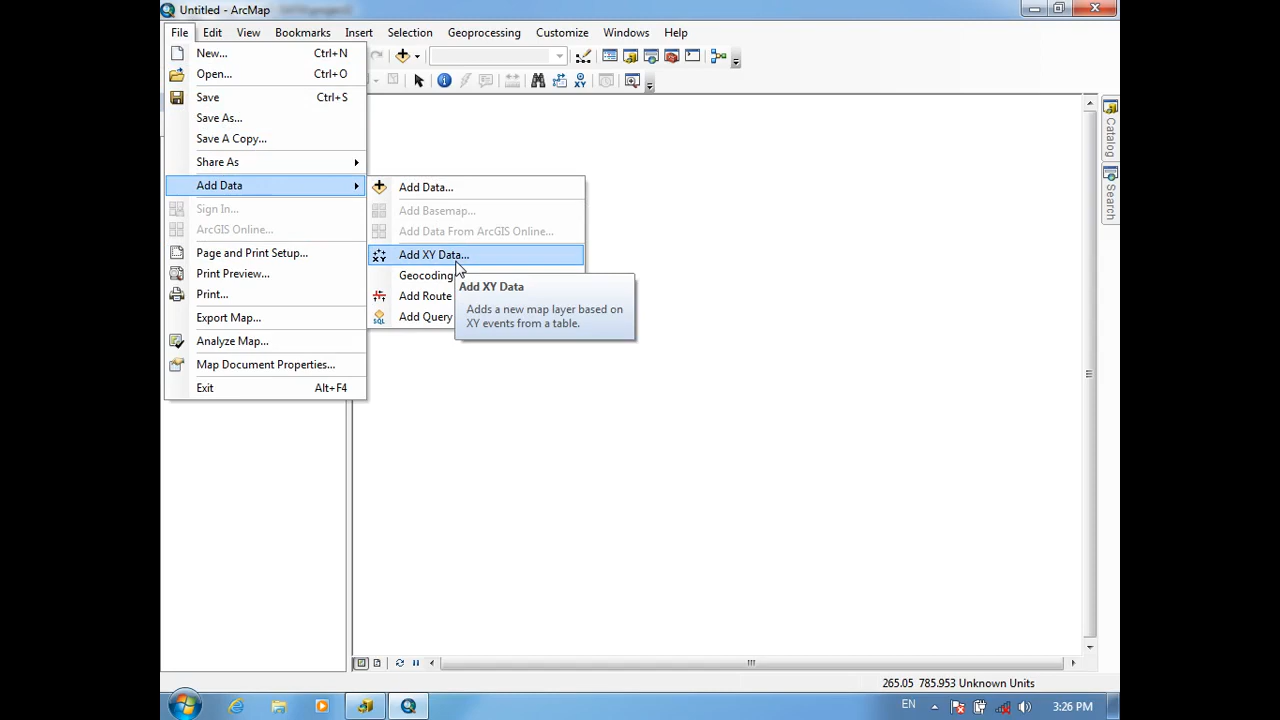 Untitled - ArcMap
File Edit View Bookmarks Insert Selection Geoprocessing Customize Windows Help
New... Ctrl+N
Open... Ctrl+O
Save Ctrl+S
Save As...
Save A Copy...
Share As
Add Data
Sign In...
ArcGIS Online...
Page and Print Setup...
Print Preview...
Print...
Export Map...
Analyze Map...
Map Document Properties...
Exit Alt+F4
Add Data...
Add Basemap...
Add Data From ArcGIS Online...
XY Add XY Data...
Geocoding
Add Route
SQL Add Query
Add XY Data
Adds a new map layer based on
XY events from a table.
XY
Catalog
Search
265.05 785.953 Unknown Units
EN 3:26 PM